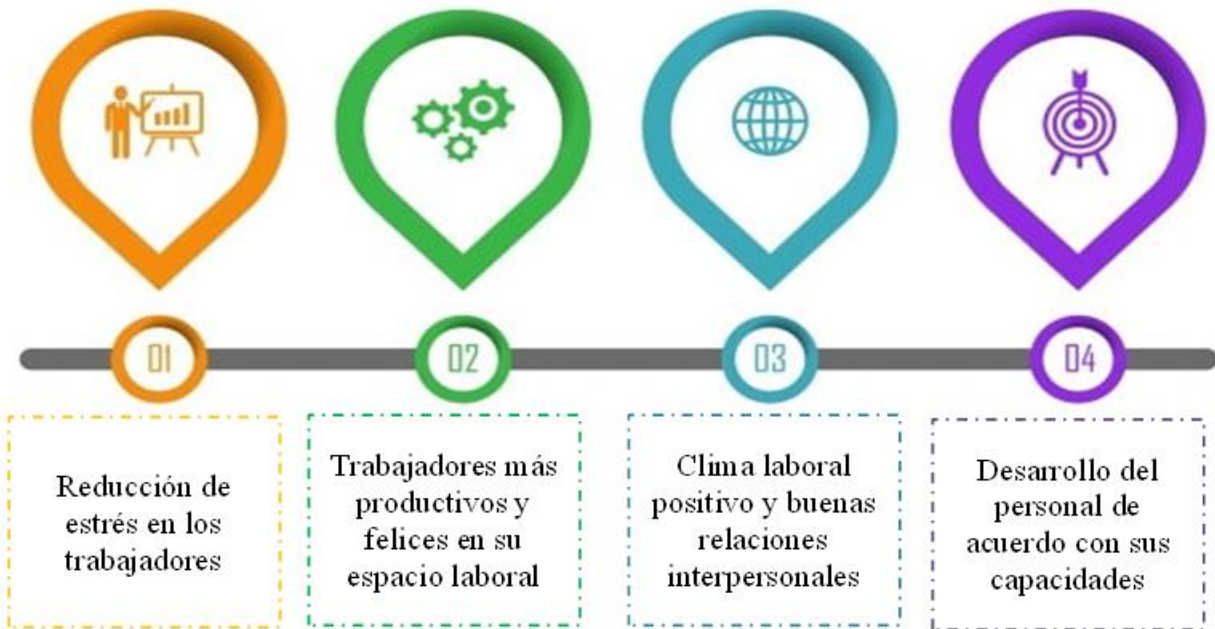 01
02
03
04
Reducción de
estrés en los
trabajadores
Trabajadores más
productivos y
felices en su
espacio laboral
Clima laboral
positivo y buenas
relaciones
interpersonales
Desarrollo del
personal de
acuerdo con sus
capacidades